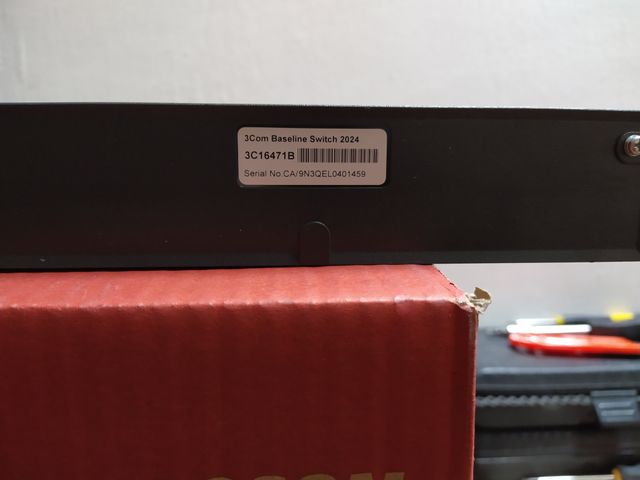 3Com Baseline Switch 2024
3C16471B
Serial No.CA/9N3QEL0401459